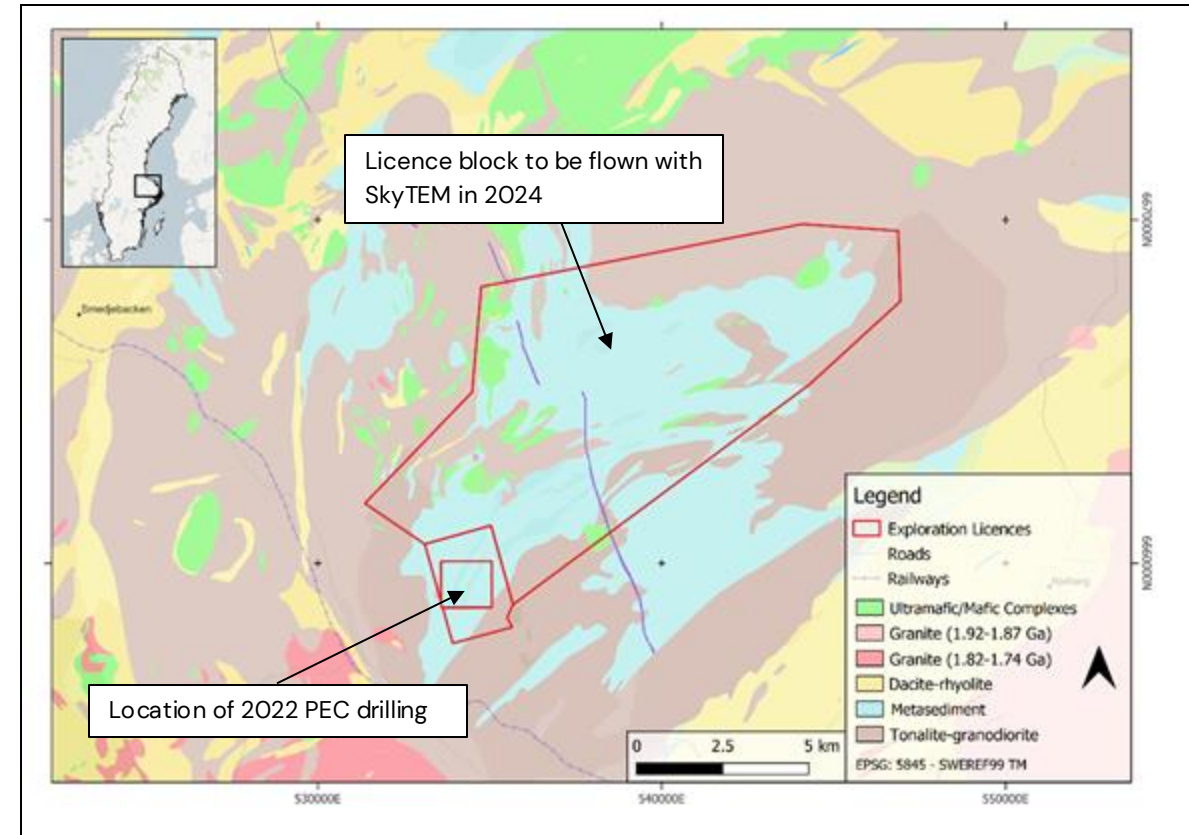 Licence block to be flown with
SkyTEM in 2024
6670000N
Smedjebacken
Legend
Exploration Licences
Roads
Railways
Ultramafic/Mafic Complexes
Granite (1.92-1.87 Ga)
Granite (1.82-1.74 Ga)
Dacite-rhyolite
Metasediment
Tonalite-granodiorite
EPSG: 5845 - SWEREF99 TM
6660000N
Location of 2022 PEC drilling
0 2.5 5 km
530000E 540000E 550000E